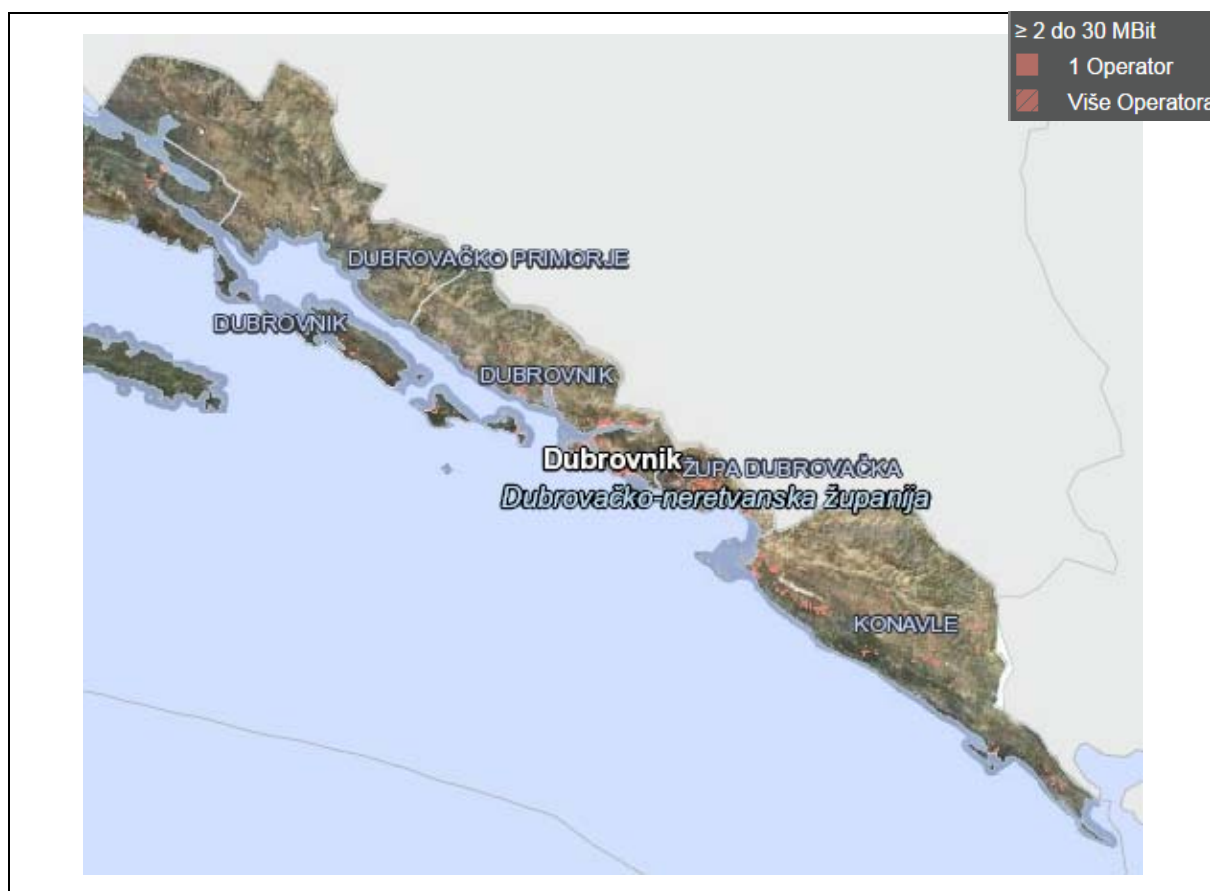 ≥ 2 do 30 MBit
1 Operator
Više Operatora
DUBROVAČKO PRIMORJE
DUBROVNIK
DUBROVNIK
Dubrovnik
ŽUPA DUBROVAČKA
Dubrovačko-neretvanska županija
KONAVLE